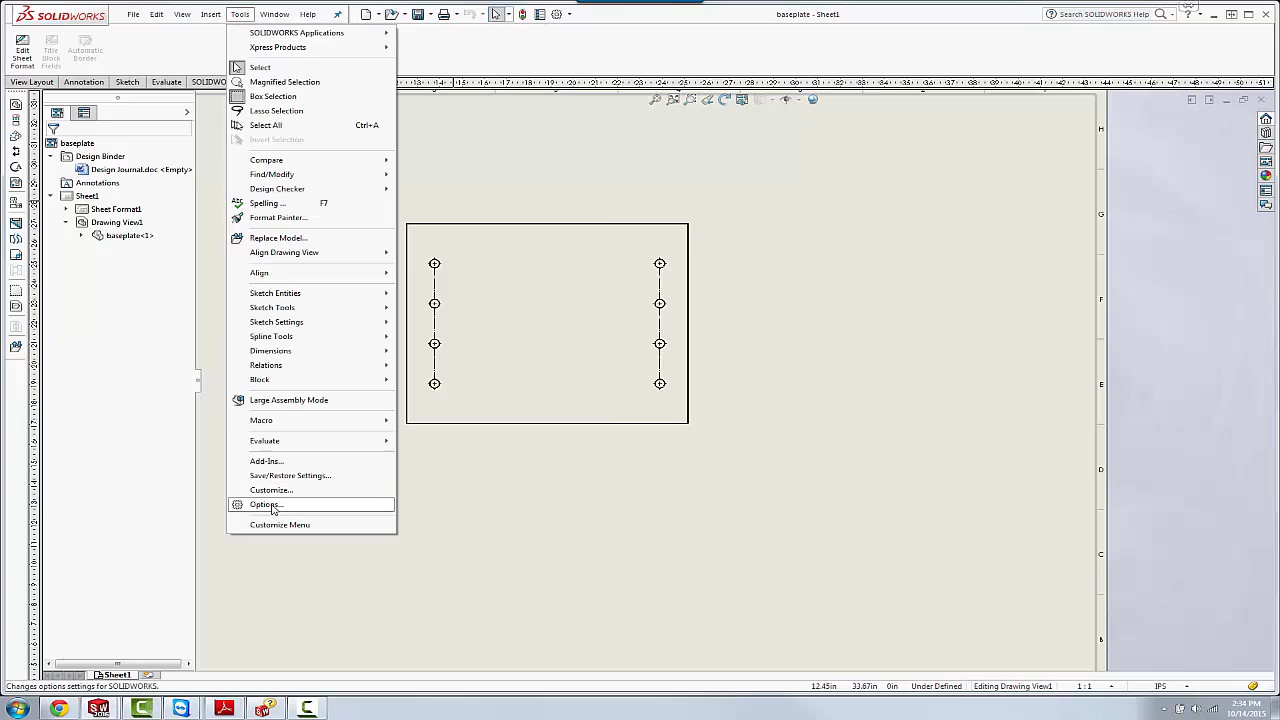 SOLIDWORKS
File Edit View Insert Tools Window Help
baseplate - Sheet1
Search SOLIDWORKS Help
Edit Sheet Format
Title Block Fields
Automatic Border
View Layout Annotation Sketch Evaluate SOLIDWO
SOLIDWORKS Applications
Xpress Products
Select
Magnified Selection
Box Selection
Lasso Selection
Select All Ctrl+A
Invert Selection
Compare
Find/Modify
Design Checker
Spelling ... F7
Format Painter...
Replace Model...
Align Drawing View
Align
Sketch Entities
Sketch Tools
Sketch Settings
Spline Tools
Dimensions
Relations
Block
Large Assembly Mode
Macro
Evaluate
Add-Ins...
Save/Restore Settings...
Customize...
Options...
Customize Menu
baseplate
Design Binder
Design Journal.doc <Empty>
Annotations
Sheet1
Sheet Format1
Drawing View1
baseplate<1>
H
G
F
E
D
C
B
Sheet1
Changes options settings for SOLIDWORKS.
12.45in 33.67in 0in Under Defined Editing Drawing View1 1 : 1 IPS
2:34 PM
10/14/2015